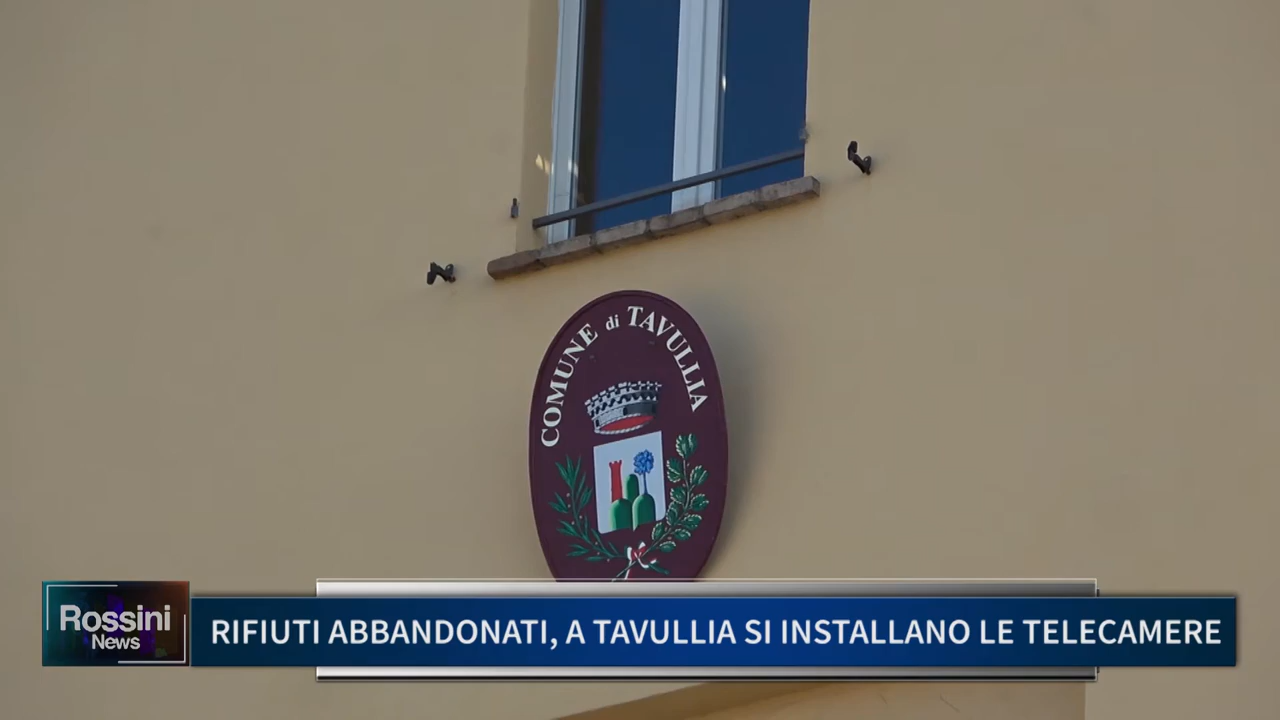 COMUNE di TAVULLIA
Rossini
News
RIFIUTI ABBANDONATI, A TAVULLIA SI INSTALLANO LE TELECAMERE